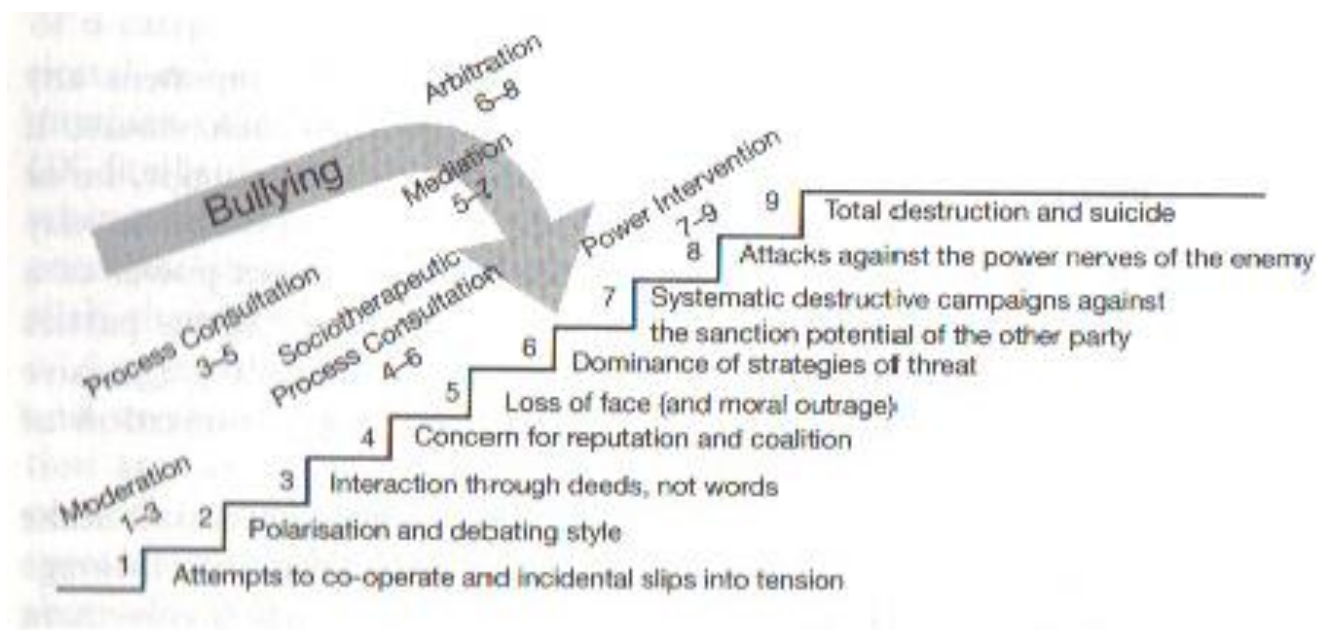 Arbitration
6–8
Bullying
Mediation
5–7
Power Intervention
7–9
Process Consultation
3–5
Sociotherapeutic
Process Consultation
4–6
Moderation
1–3
9 Total destruction and suicide
8 Attacks against the power nerves of the enemy
7 Systematic destructive campaigns against
the sanction potential of the other party
6 Dominance of strategies of threat
5 Loss of face (and moral outrage)
4 Concern for reputation and coalition
3 Interaction through deeds, not words
2 Polarisation and debating style
1 Attempts to co-operate and incidental slips into tension